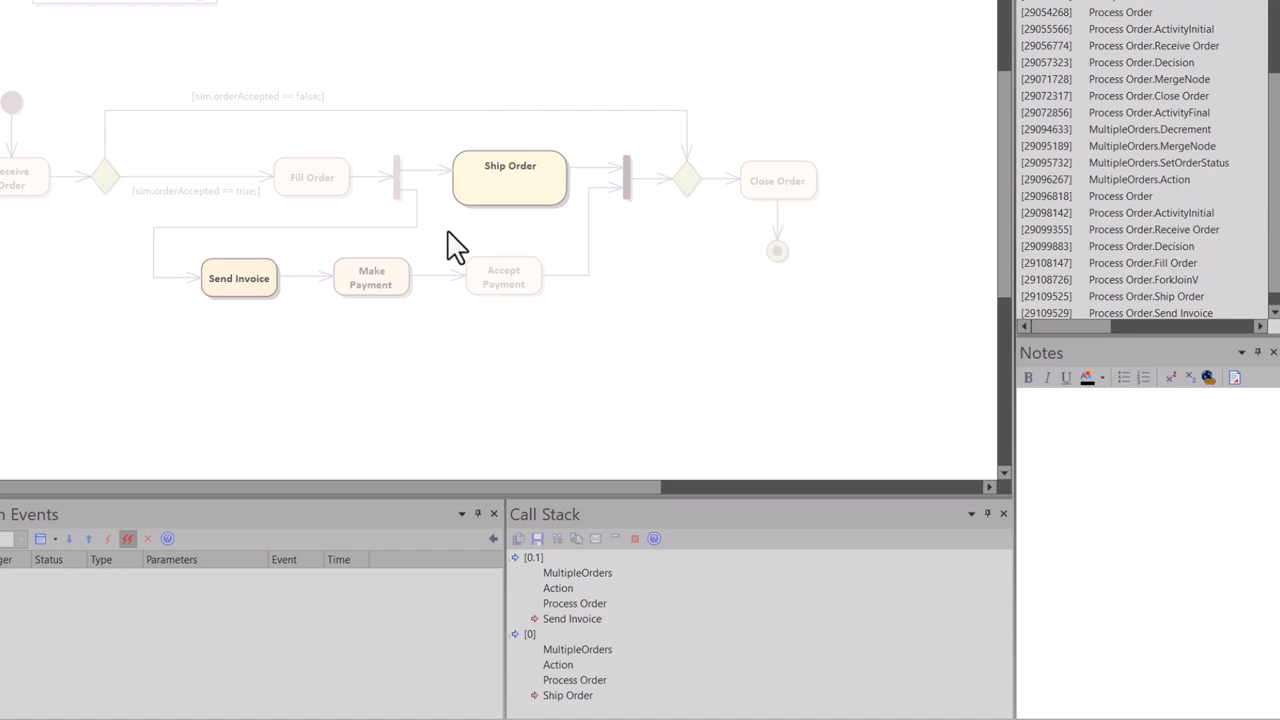 [sim.orderAccepted == false;]
eceive
Order
[sim.orderAccepted == true;]
Fill Order
Ship Order
Close Order
Send Invoice
Make
Payment
Accept
Payment
[29054268] Process Order
[29055566] Process Order.ActivityInitial
[29056774] Process Order.Receive Order
[29057323] Process Order.Decision
[29071728] Process Order.MergeNode
[29072317] Process Order.Close Order
[29072856] Process Order.ActivityFinal
[29094633] MultipleOrders.Decrement
[29095189] MultipleOrders.MergeNode
[29095732] MultipleOrders.SetOrderStatus
[29096267] MultipleOrders.Action
[29096818] Process Order
[29098142] Process Order.ActivityInitial
[29099355] Process Order.Receive Order
[29099883] Process Order.Decision
[29108147] Process Order.Fill Order
[29108726] Process Order.ForkJoinV
[29109525] Process Order.Ship Order
[29109529] Process Order.Send Invoice
Notes
B I U
n Events
ger Status Type Parameters Event Time
Call Stack
[0.1]
MultipleOrders
Action
Process Order
Send Invoice
[0]
MultipleOrders
Action
Process Order
Ship Order